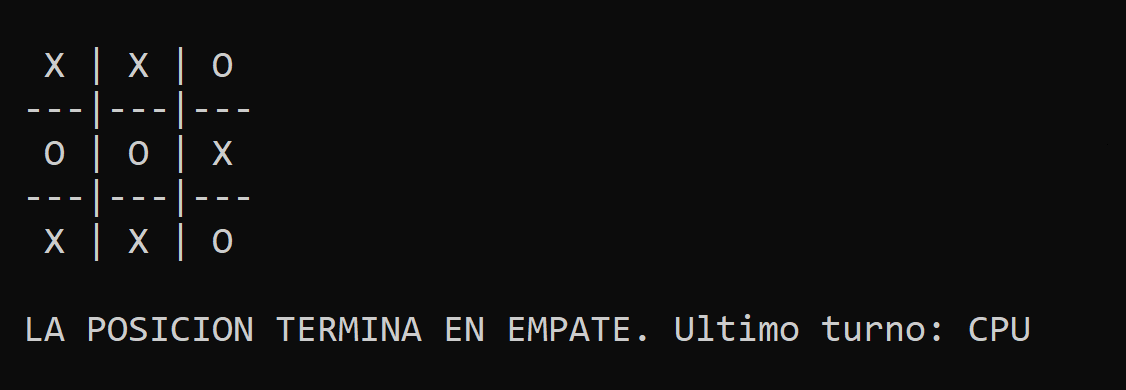 X | X | O
---|---|---
O | O | X
---|---|---
X | X | O
LA POSICION TERMINA EN EMPATE. Ultimo turno: CPU